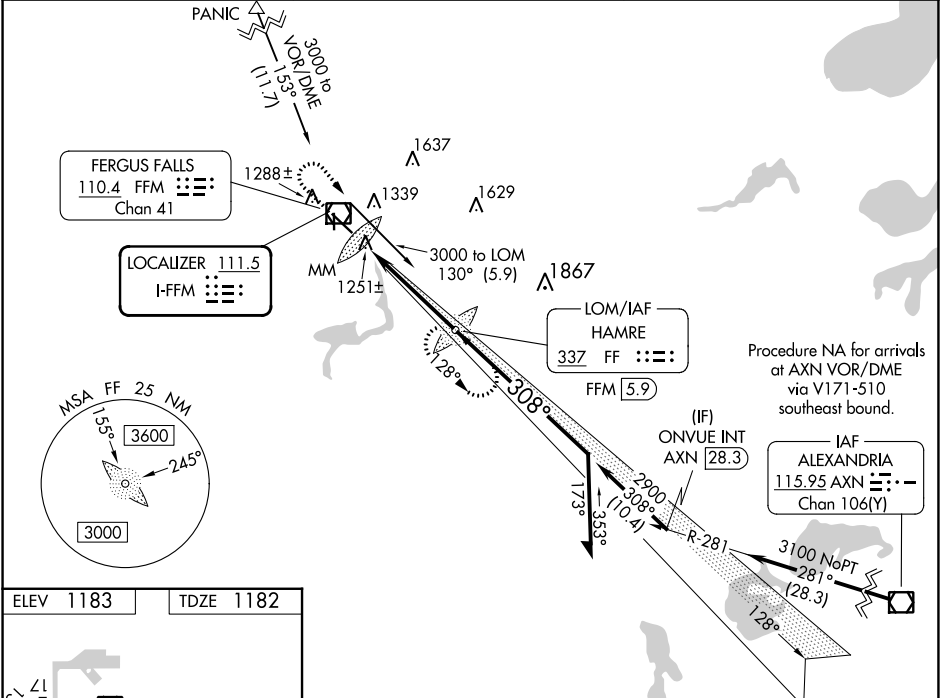 PANIC
3000 to
VOR/DME
153°
(11.7)
FERGUS FALLS
110.4 FFM
Chan 41
1288±
1637
1339
1629
LOCALIZER 111.5
I-FFM
MM
1251±
3000 to LOM
130° (5.9)
1867
LOM/IAF
HAMRE
337 FF
FFM 5.9
Procedure NA for arrivals
at AXN VOR/DME
via V171-510
southeast bound.
128°
308°
(IF)
ONVUE INT
AXN 28.3
IAF
ALEXANDRIA
115.95 AXN
Chan 106(Y)
MSA FF 25 NM
155°
3600
245°
3000
173°
353°
2900
308°
(10.4)
R-281
3100 NoPT
281°
(28.3)
128°
ELEV 1183
TDZE 1182
17